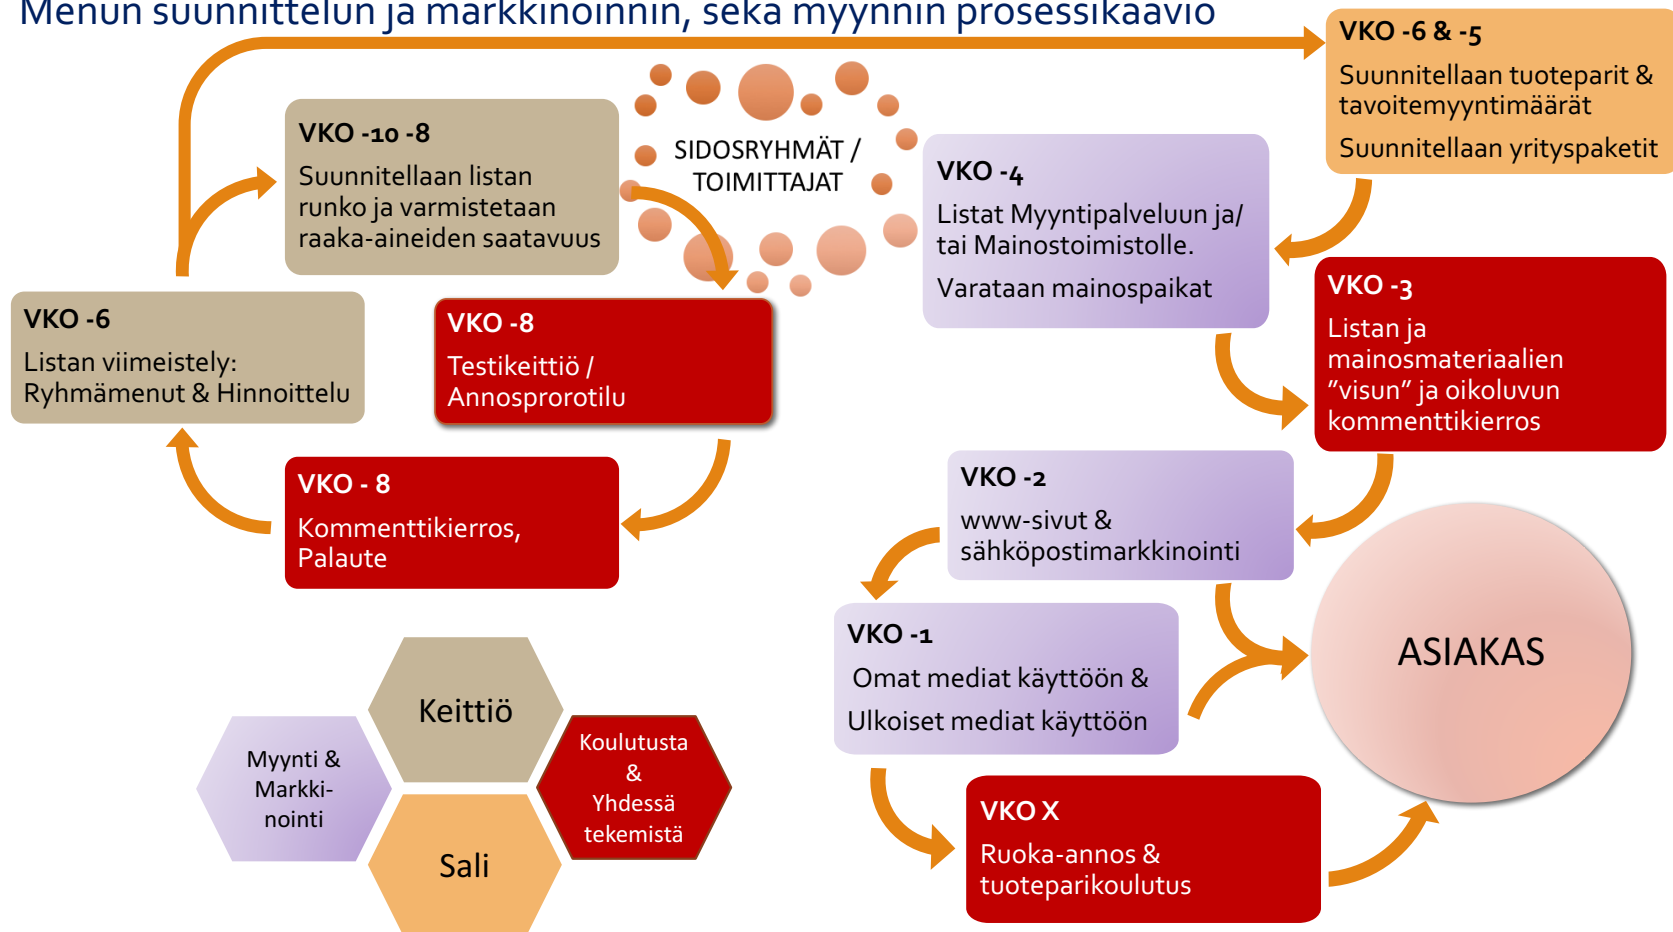 Menun suunnittelun ja markkinoinnin, sekä myynnin prosessikaavio
VKO -10 -8
Suunnitellaan listan
runko ja varmistetaan
raaka-aineiden saatavuus
SIDOSRYHMÄT /
TOIMITTAJAT
VKO -8
Testikeittiö /
Annosprorotilu
VKO - 8
Kommenttikierros,
Palaute
VKO -6
Listan viimeistely:
Ryhmämenut & Hinnoittelu
VKO -6 & -5
Suunnitellaan tuoteparit &
tavoitemyyntimäärät
Suunnitellaan yrityspaketit
VKO -4
Listat Myyntipalveluun ja/
tai Mainostoimistolle.
Varataan mainospaikat
VKO -3
Listan ja
mainosmateriaalien
”visun” ja oikoluvun
kommenttikierros
VKO -2
www-sivut &
sähköpostimarkkinointi
VKO -1
Omat mediat käyttöön &
Ulkoiset mediat käyttöön
VKO X
Ruoka-annos &
tuoteparikoulutus
ASIAKAS
Keittiö
Myynti &
Markki-
nointi
Koulutusta
&
Yhdessä
tekemistä
Sali